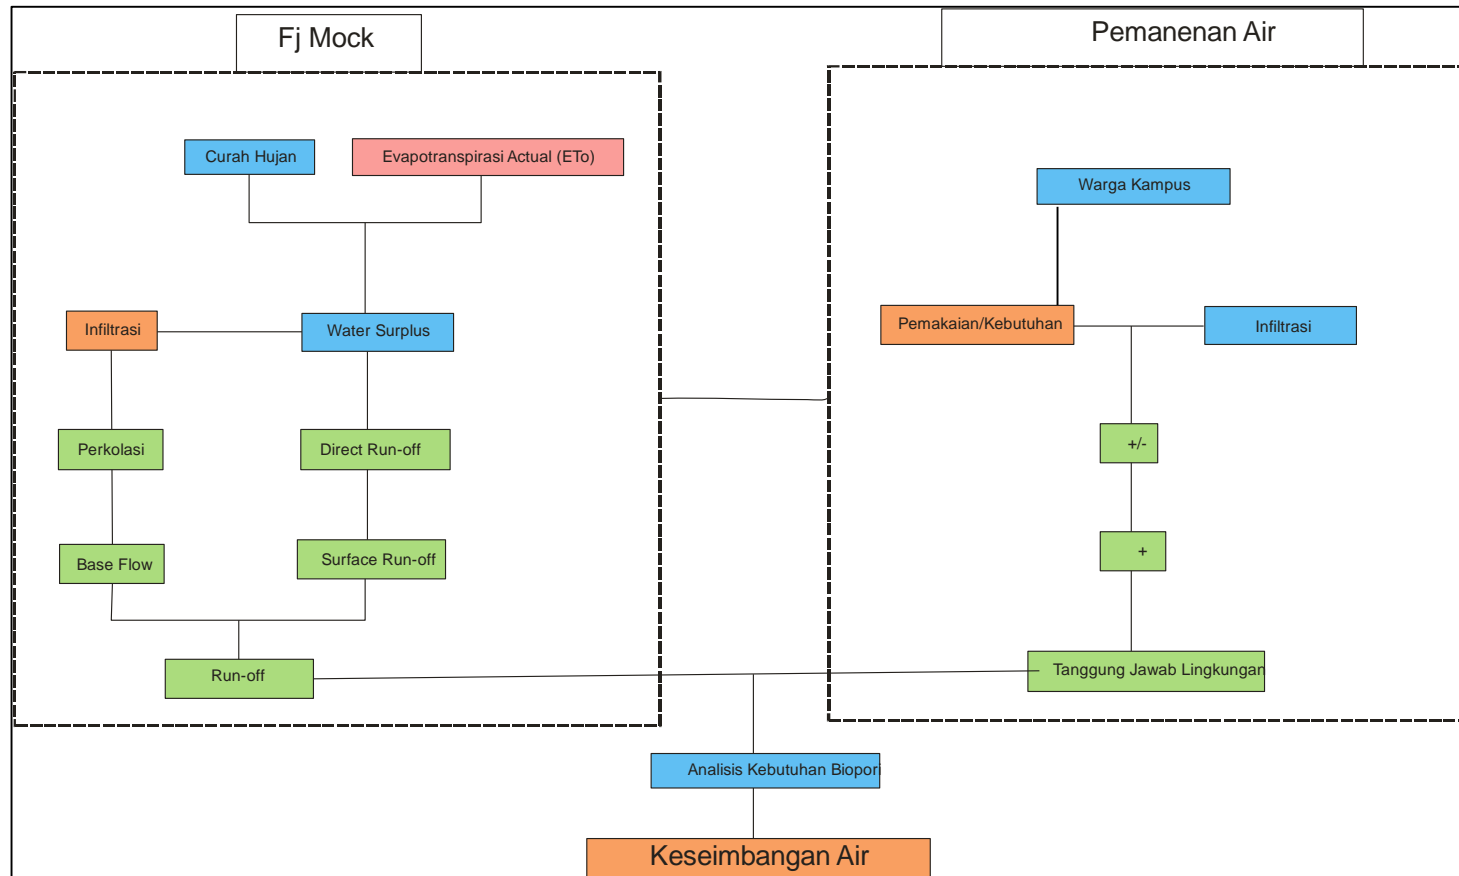 Fj Mock
Pemanenan Air
Curah Hujan
Evapotranspirasi Actual (ETo)
Warga Kampus
Infiltrasi
Water Surplus
Pemakaian/Kebutuhan
Infiltrasi
Perkolasi
Direct Run-off
+/-
Base Flow
Surface Run-off
+
Run-off
Tanggung Jawab Lingkungan
Analisis Kebutuhan Biopori
Keseimbangan Air